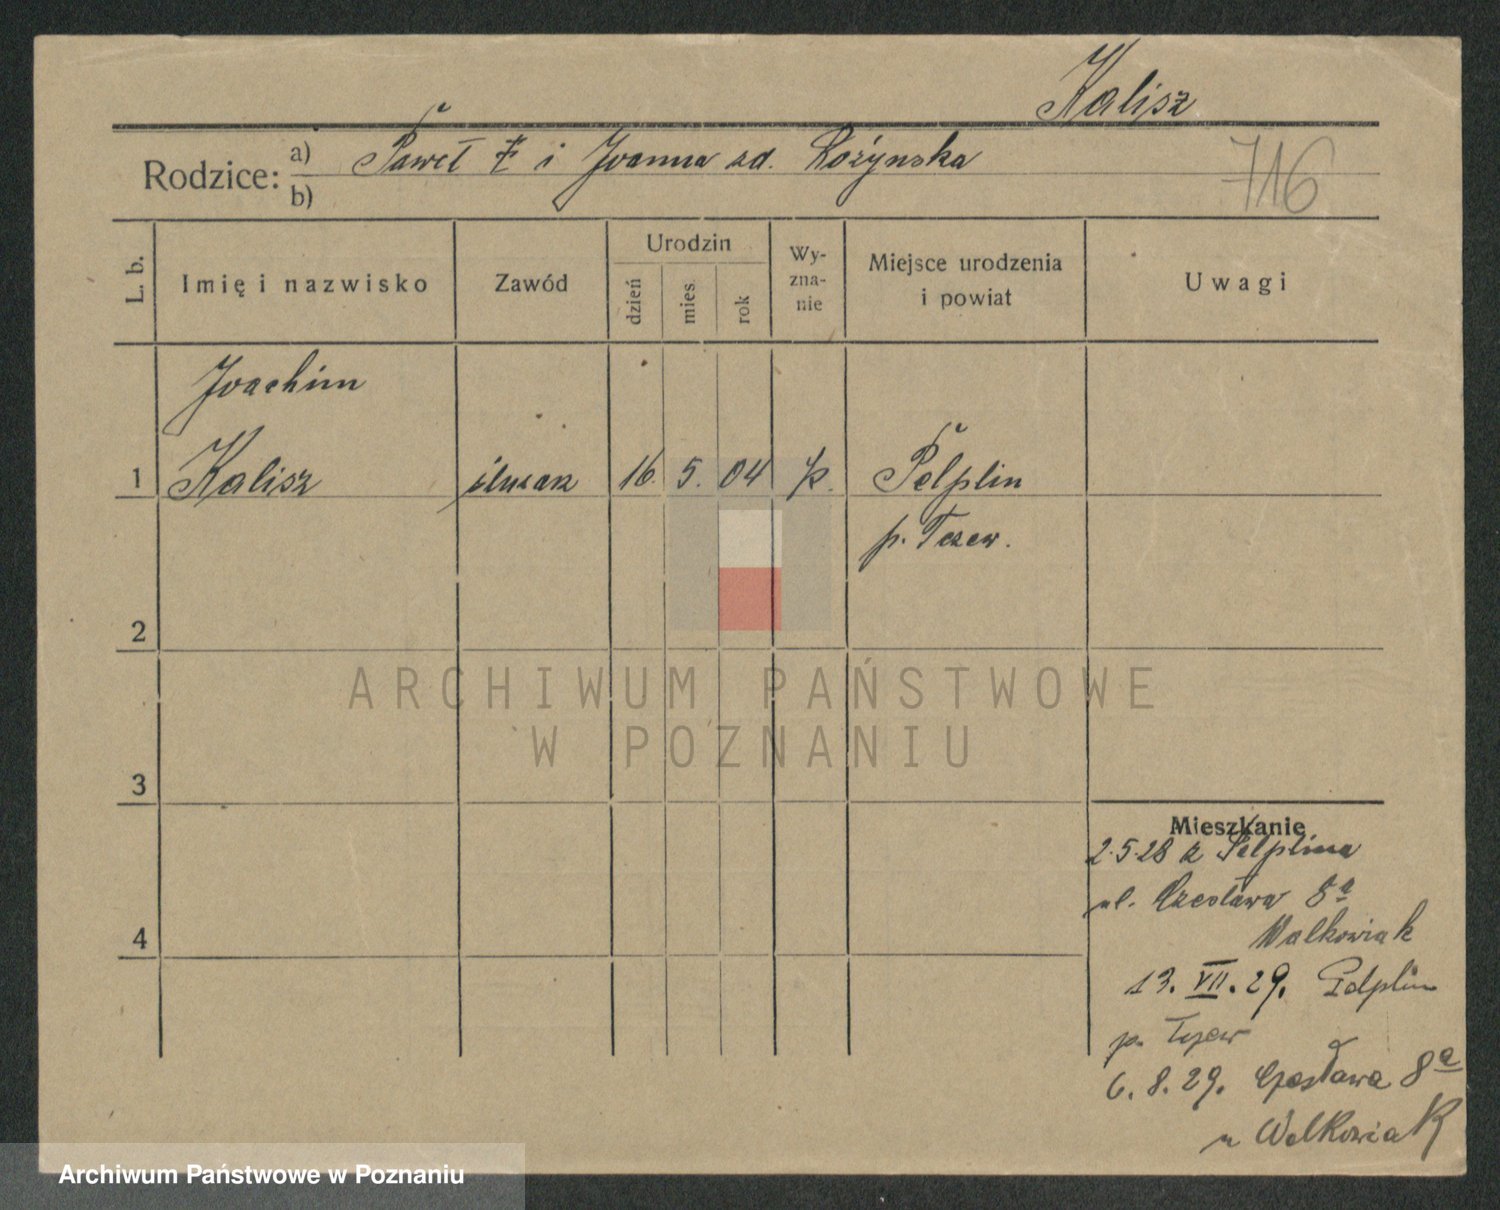 Kalisz
Rodzice: a) Paweł ł i Joanna zd. Różynska
b)
716
L. b.
Imię i nazwisko
Zawód
Urodzin
dzień
mies.
rok
Wy-
zna-
nie
Miejsce urodzenia
i powiat
Uwagi
Joachim
1 Kalisz ślusarz 16. 5. 04 Pelplin
p. Tczew.
2
ARCHIWUM PAŃSTWOWE
W POZNANIU
3
4
Mieszkanie
2.5.28 z Pelplina
ul. Czesława 8a
Walkowiak
13. VII. 29. Pelplin
p. Tczew
6. 8. 29. Czesława 8a
u Walkowiak
Archiwum Państwowe w Poznaniu